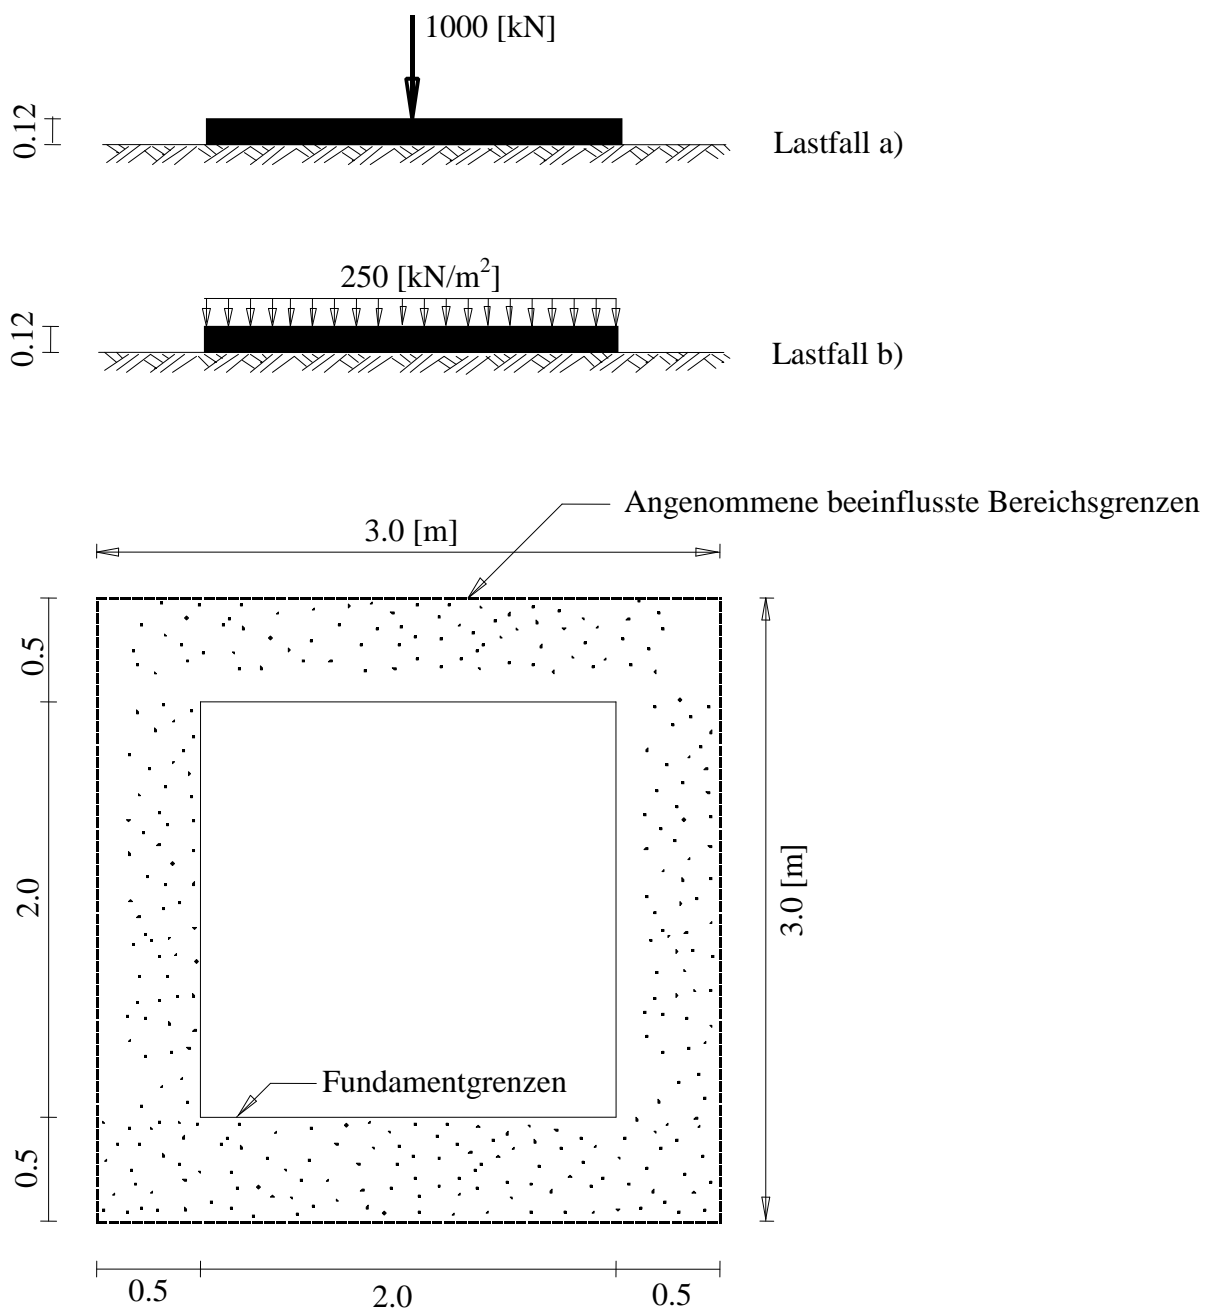 1000 [kN]
0.12
Lastfall a)
250 [kN/m²]
0.12
Lastfall b)
Angenommene beeinflusste Bereichsgrenzen
3.0 [m]
0.5
2.0
3.0 [m]
Fundamentgrenzen
0.5
0.5
2.0
0.5